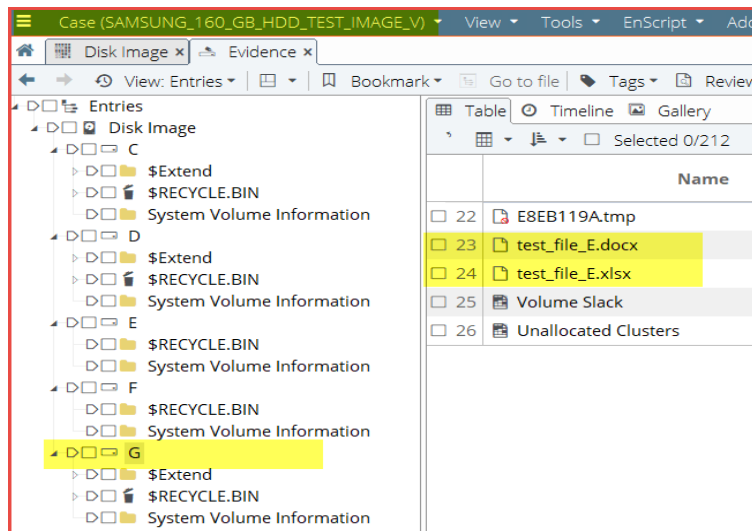 Case (SAMSUNG_160_GB_HDD_TEST_IMAGE_V) View Tools EnScript
Disk Image x Evidence x
View: Entries Bookmark Go to file Tags Review
Entries
Disk Image
C
$Extend
$RECYCLE.BIN
System Volume Information
D
$Extend
$RECYCLE.BIN
System Volume Information
E
$RECYCLE.BIN
System Volume Information
F
$RECYCLE.BIN
System Volume Information
G
$Extend
$RECYCLE.BIN
System Volume Information
Table Timeline Gallery
Selected 0/212
Name
22 E8EB119A.tmp
23 test_file_E.docx
24 test_file_E.xlsx
25 Volume Slack
26 Unallocated Clusters